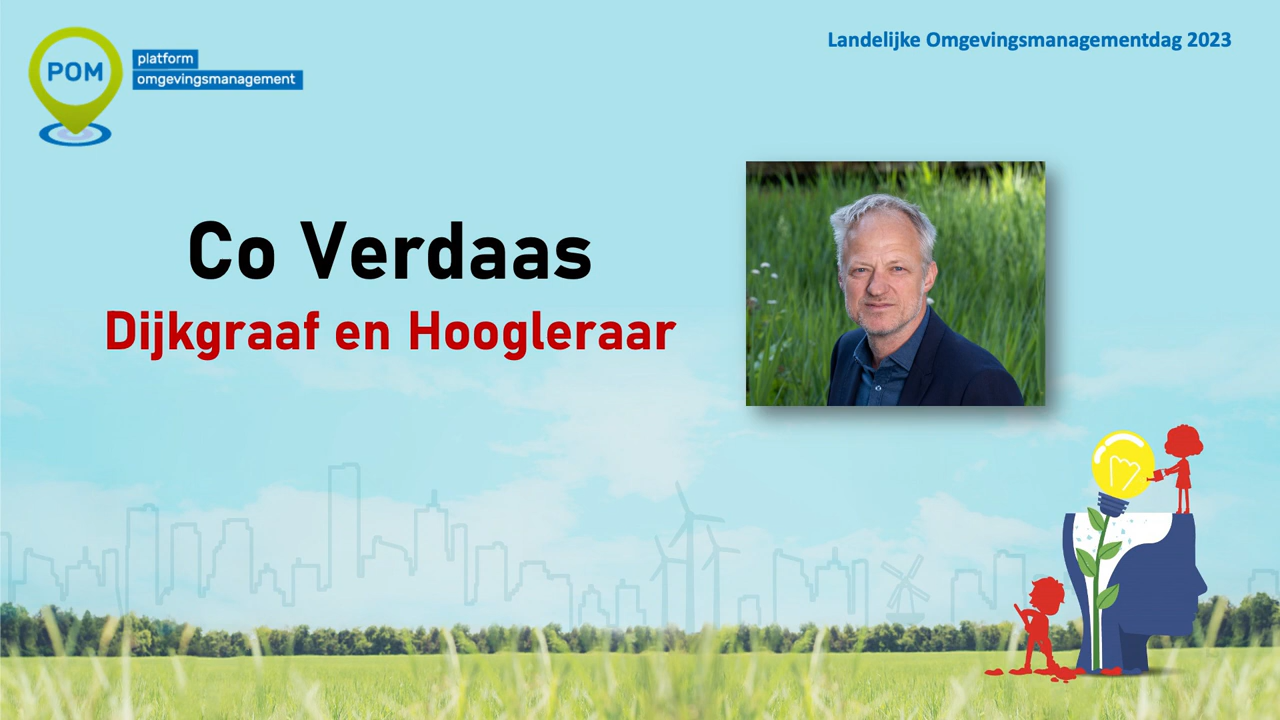 POM
platform
omgevingsmanagement
Landelijke Omgevingsmanagementdag 2023
Co Verdaas
Dijkgraaf en Hoogleraar